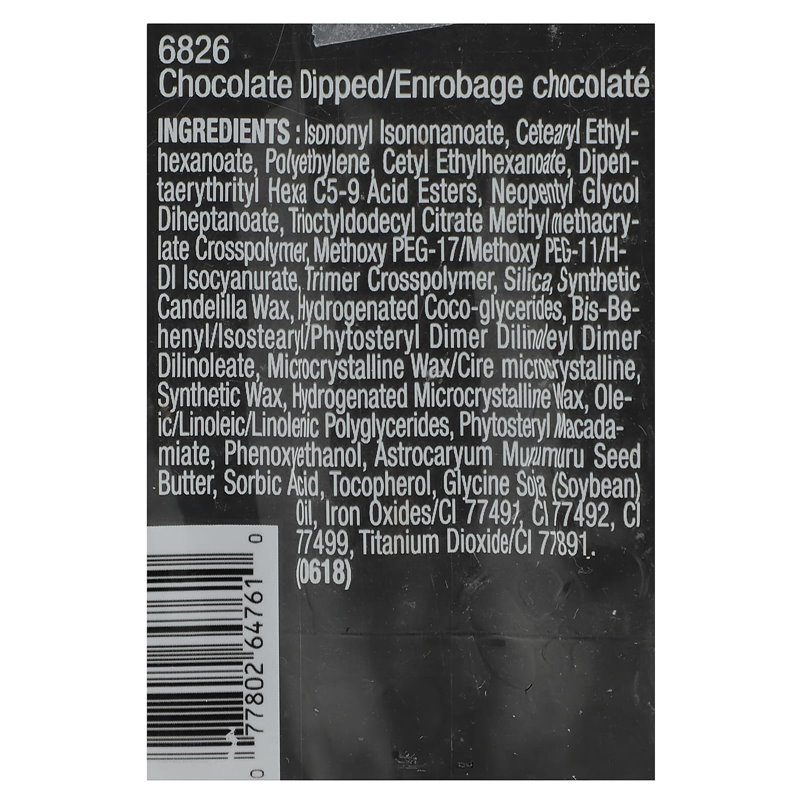 6826
Chocolate Dipped/Enrobage chocolaté
INGREDIENTS : Isononyl Isononanoate, Cetearyl Ethyl-
hexanoate, Polyethylene, Cetyl Ethylhexanoate, Dipen-
taerythrityl Hexa C5-9 Acid Esters, Neopentyl Glycol
Diheptanoate, Trioctyldodecyl Citrate Methyl methacry-
late Crosspolymer, Methoxy PEG-17/Methoxy PEG-11/H-
DI Isocyanurate Trimer Crosspolymer, Silica, Synthetic
Candelilla Wax, Hydrogenated Coco-glycerides, Bis-Be-
henyl/Isostearyl/Phytosteryl Dimer Dilinoleyl Dimer
Dilinoleate, Microcrystalline Wax/Cire microcrystalline,
Synthetic Wax, Hydrogenated Microcrystalline Wax, Ole-
ic/Linoleic/Linolenic Polyglycerides, Phytosteryl Macada-
miate, Phenoxyethanol, Astrocaryum Murumuru Seed
Butter, Sorbic Acid, Tocopherol, Glycine Soja (Soybean)
Oil, Iron Oxides/CI 77491, CI 77492, CI
77499, Titanium Dioxide/CI 77891.
(0618)
0 77802 64761 0